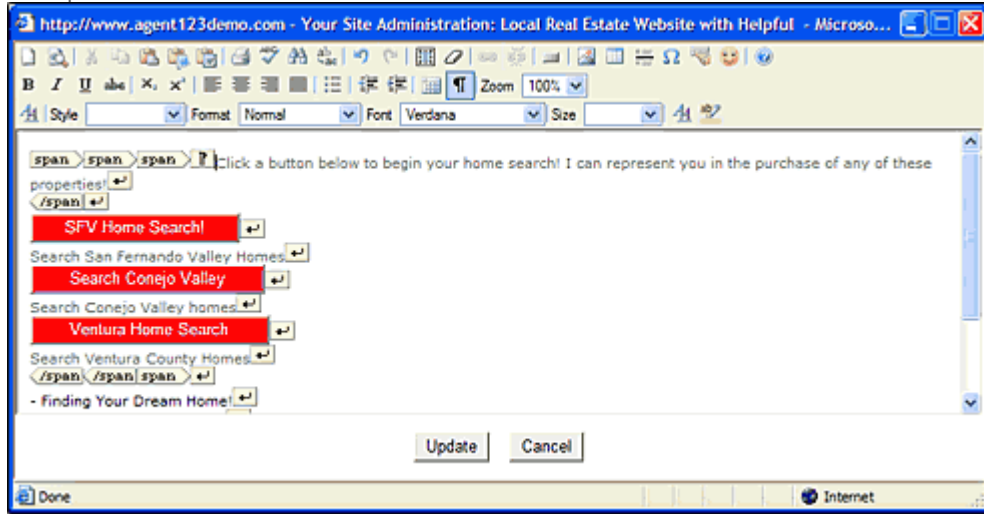 http://www.agent123demo.com - Your Site Administration: Local Real Estate Website with Helpful - Microso...
B I U abc X, x' ¶ Zoom 100%
Style Format Normal Font Verdana Size
span span span ? Click a button below to begin your home search! I can represent you in the purchase of any of these
properties!
/span
SFV Home Search!
Search San Fernando Valley Homes
Search Conejo Valley
Search Conejo Valley homes
Ventura Home Search
Search Ventura County Homes
/span /span span
- Finding Your Dream Home!
Update Cancel
Done Internet